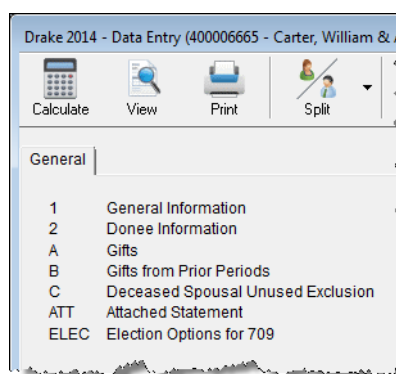 Drake 2014 - Data Entry (400006665 - Carter, William &
Calculate View Print Split
General
1 General Information
2 Donee Information
A Gifts
B Gifts from Prior Periods
C Deceased Spousal Unused Exclusion
ATT Attached Statement
ELEC Election Options for 709